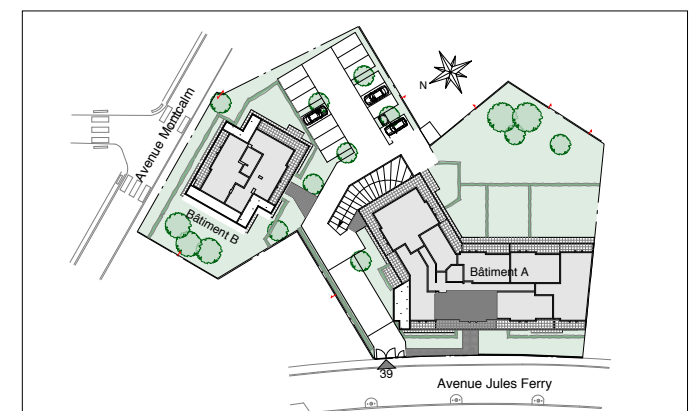 N
Avenue Montcalm
Bâtiment B
Bâtiment A
39
Avenue Jules Ferry